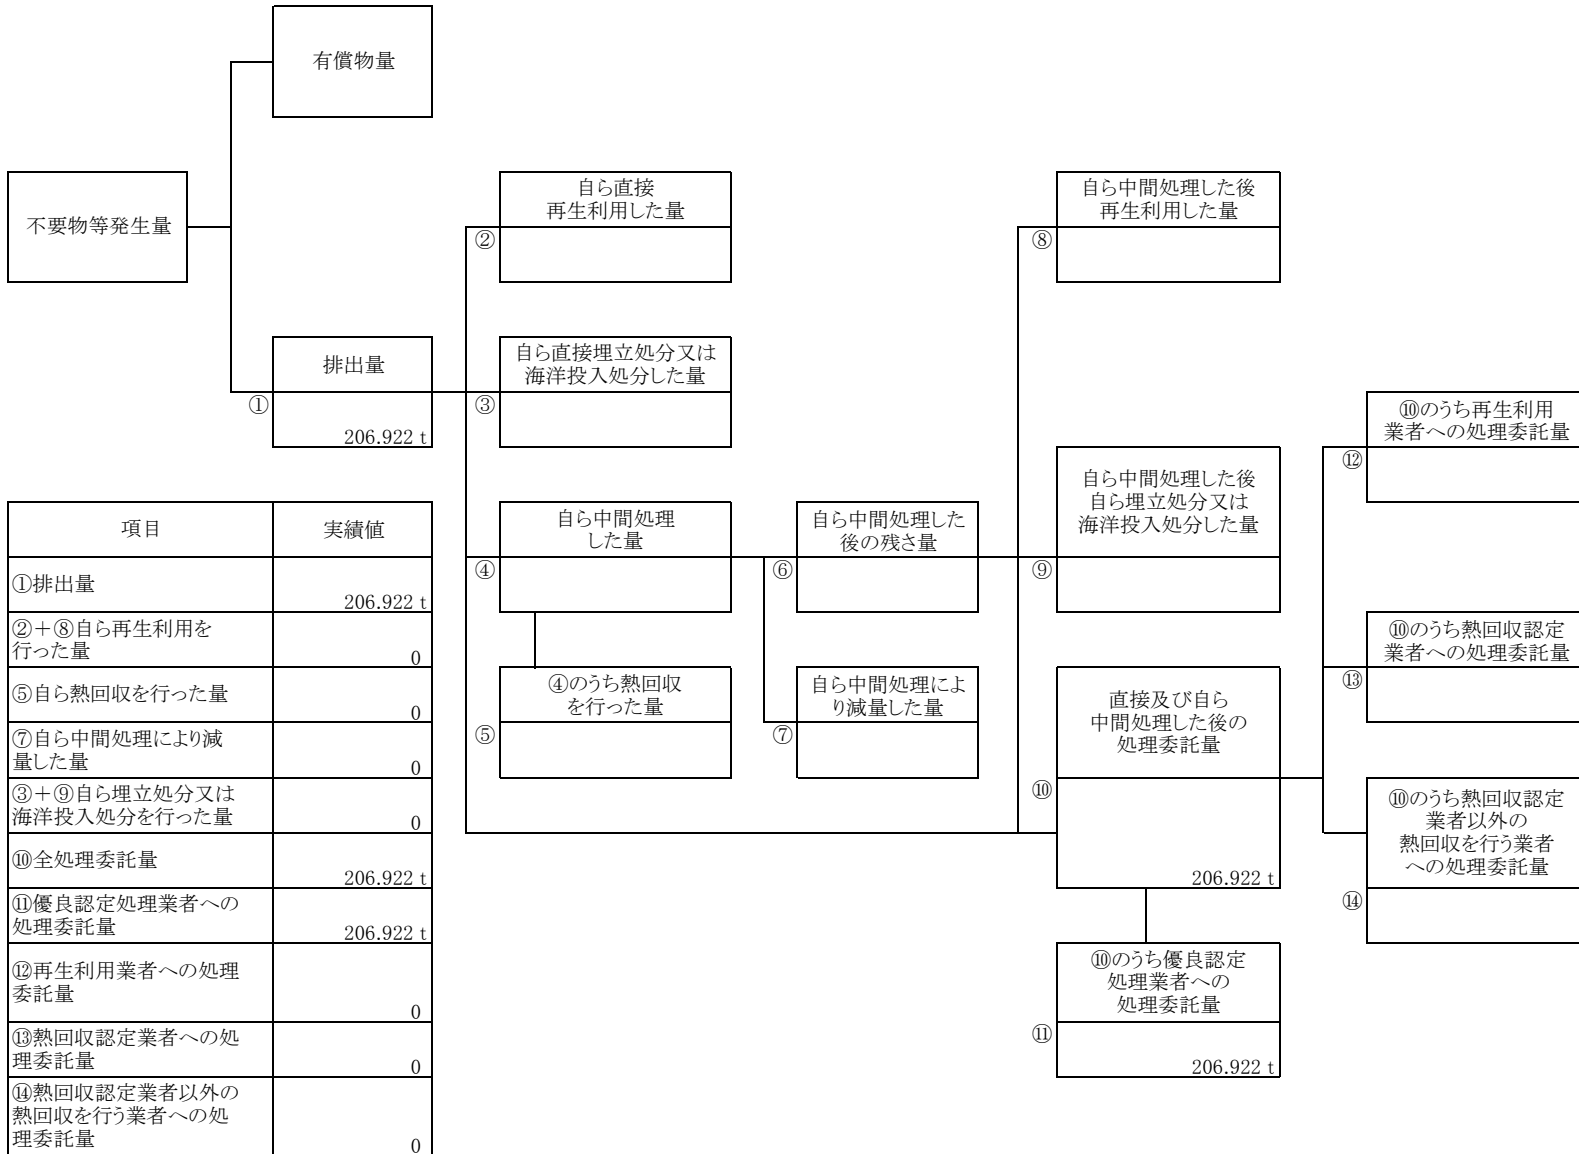 有償物量
不要物等発生量
自ら直接
再生利用した量
②
自ら中間処理した後
再生利用した量
⑧
排出量
①
206.922 t
自ら直接埋立処分又は
海洋投入処分した量
③
⑩のうち再生利用
業者への処理委託量
⑫
自ら中間処理した後
自ら埋立処分又は
海洋投入処分した量
⑨
自ら中間処理
した量
④
自ら中間処理した
後の残さ量
⑥
⑩のうち熱回収認定
業者への処理委託量
⑬
④のうち熱回収
を行った量
⑤
自ら中間処理によ
り減量した量
⑦
直接及び自ら
中間処理した後の
処理委託量
⑩
206.922 t
⑩のうち熱回収認定
業者以外の
熱回収を行う業者
への処理委託量
⑭
⑩のうち優良認定
処理業者への
処理委託量
⑪
206.922 t
項目 実績値
①排出量
206.922 t
②＋⑧自ら再生利用を
行った量
0
⑤自ら熱回収を行った量
0
⑦自ら中間処理により減
量した量
0
③＋⑨自ら埋立処分又は
海洋投入処分を行った量
0
⑩全処理委託量
206.922 t
⑪優良認定処理業者への
処理委託量
206.922 t
⑫再生利用業者への処理
委託量
0
⑬熱回収認定業者への処
理委託量
0
⑭熱回収認定業者以外の
熱回収を行う業者への処
理委託量
0